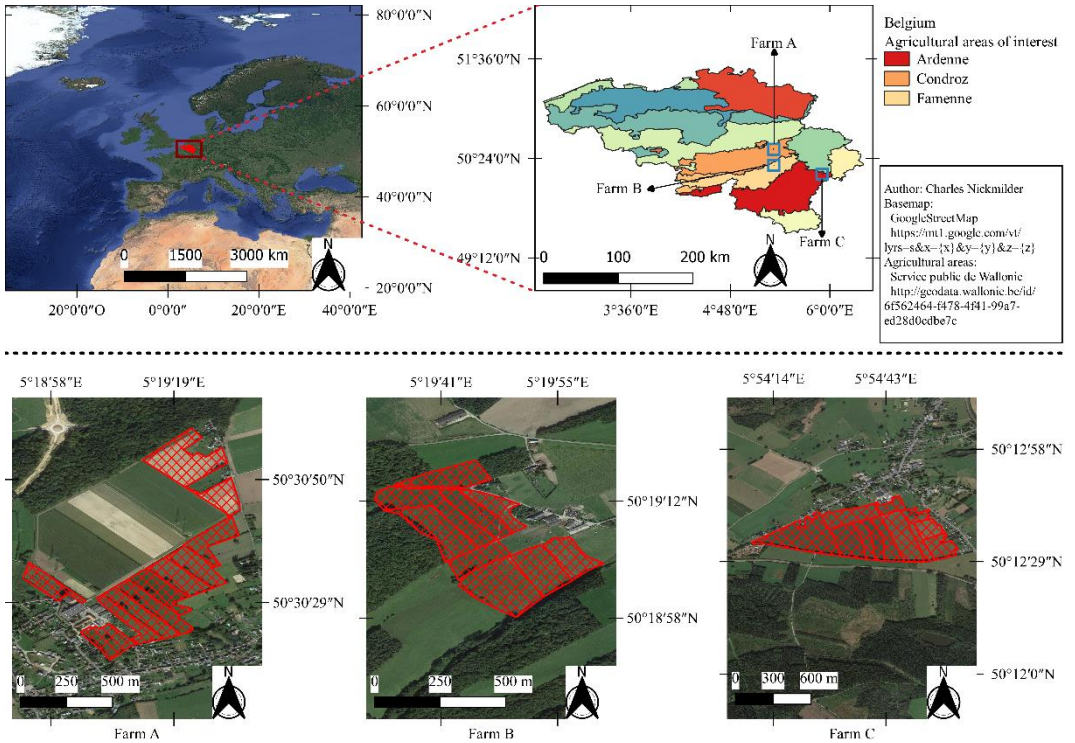 80°0'0"N
60°0'0"N
40°0'0"N
20°0'0"N
0 1500 3000 km
N
20°0'0"W 0°0'0" 20°0'0"E 40°0'0"E
51°36'0"N
50°24'0"N
49°12'0"N
Farm A
Farm B
Farm C
0 100 200 km
N
3°36'0"E 4°48'0"E 6°0'0"E
Belgium
Agricultural areas of interest
Ardenne
Condroz
Famenne
Author: Charles Nickmilder
Basemap:
GoogleStreetMap
https://mt1.google.com/vt/
lyrs=s&x={x}&y={y}&z={z}
Agricultural areas:
Service public de Wallonie
http://geodata.wallonie.be/id/
6f562464-f478-4f41-99a7-
ed28d0cdbe7c
5°18'58"E 5°19'19"E
50°30'50"N
50°30'29"N
0 250 500 m
N
Farm A
5°19'41"E 5°19'55"E
50°19'12"N
50°18'58"N
0 250 500 m
N
Farm B
5°54'14"E 5°54'43"E
50°12'58"N
50°12'29"N
50°12'0"N
0 300 600 m
N
Farm C